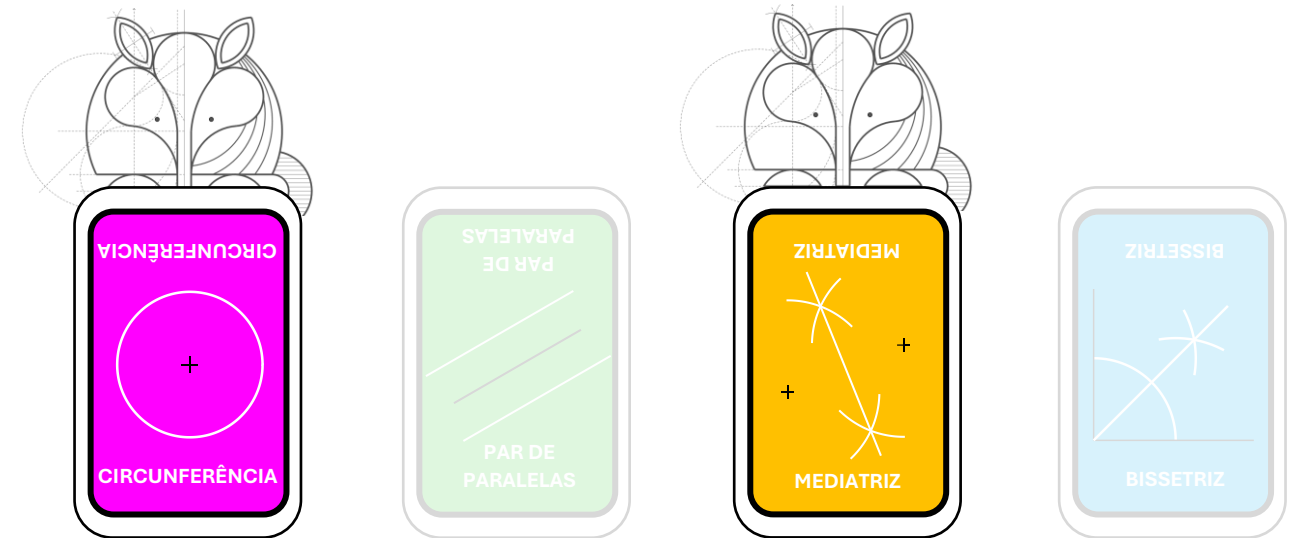 CIRCUNFERÊNCIA
CIRCUNFERÊNCIA
PAR DE
PARALELAS
PAR DE
PARALELAS
MEDIATRIZ
MEDIATRIZ
BISSETRIZ
BISSETRIZ